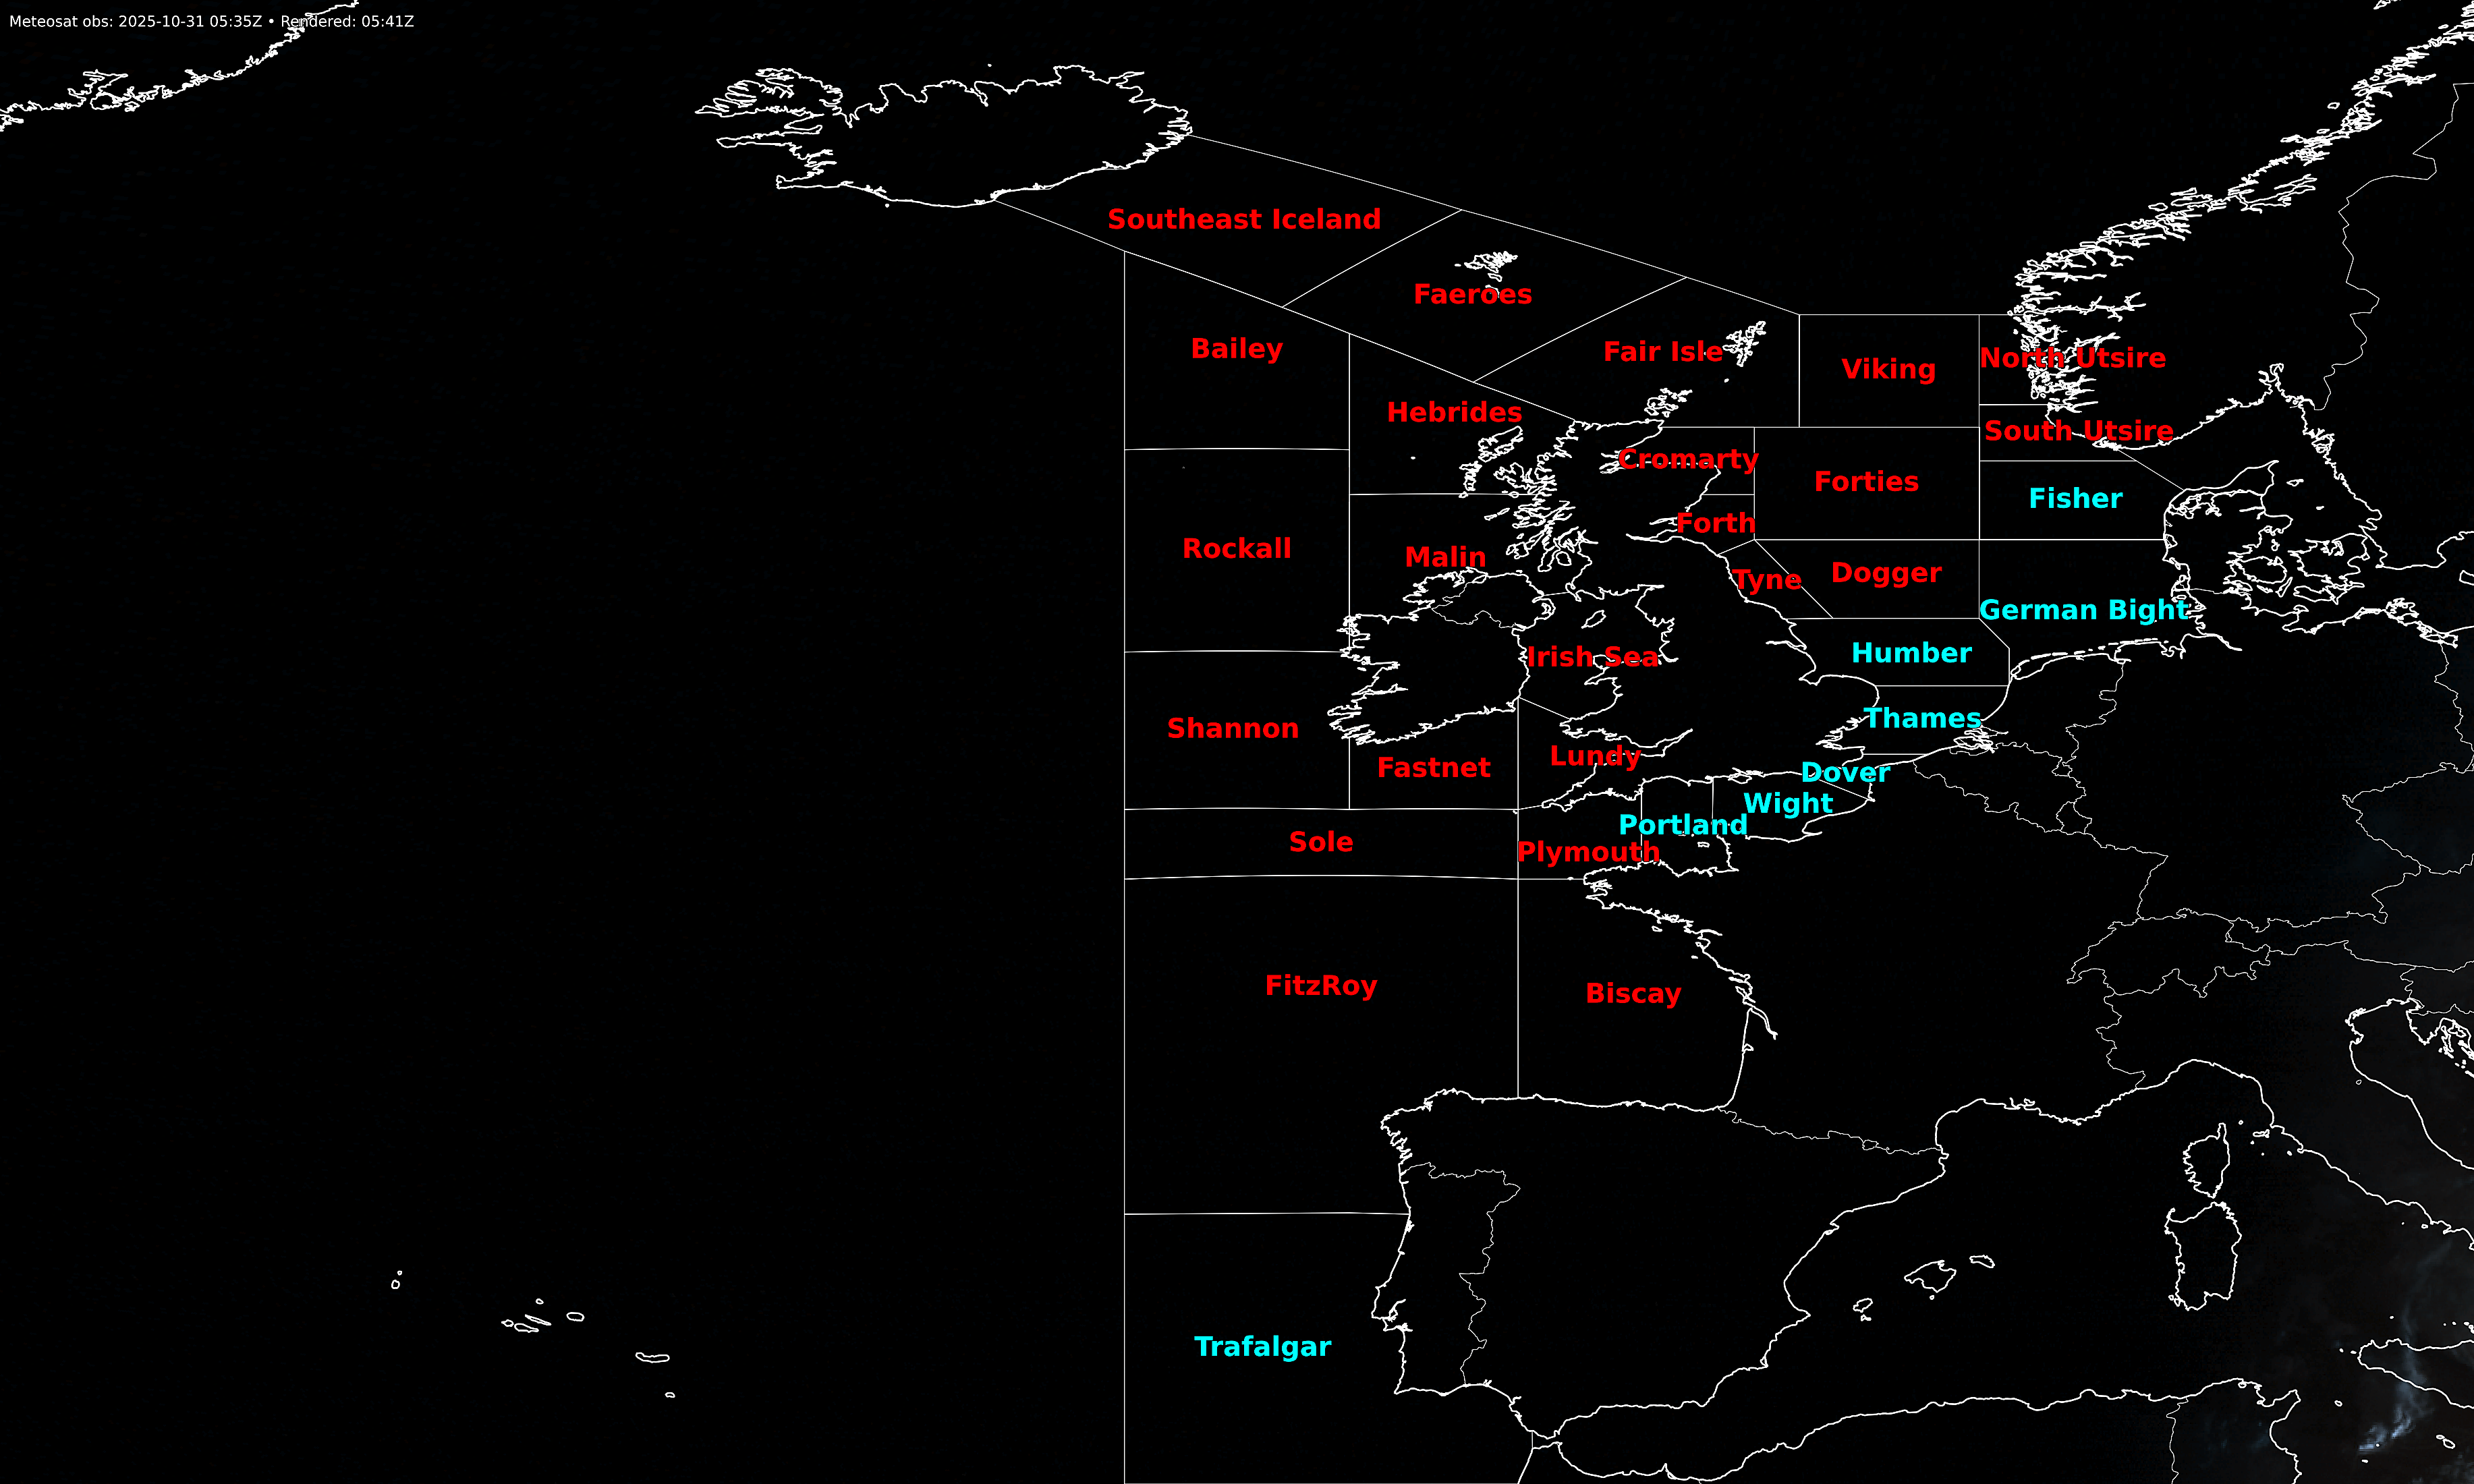 Meteosat obs: 2025-10-31 05:35Z • Rendered: 05:41Z
Southeast Iceland
Faeroes
Bailey
Fair Isle
Viking
North Utsire
Hebrides
South Utsire
Cromarty
Forties
Fisher
Forth
Rockall
Malin
Tyne
Dogger
German Bight
Irish Sea
Humber
Shannon
Thames
Fastnet
Lundy
Dover
Wight
Portland
Sole
Plymouth
FitzRoy
Biscay
Trafalgar